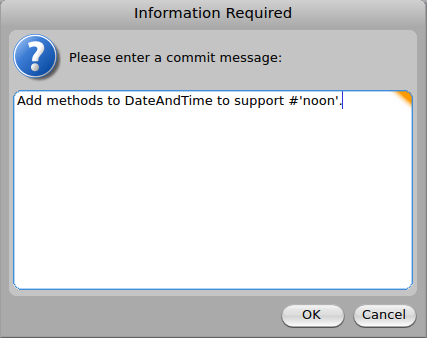 Information Required
Please enter a commit message:
Add methods to DateAndTime to support #'noon'.
OK
Cancel